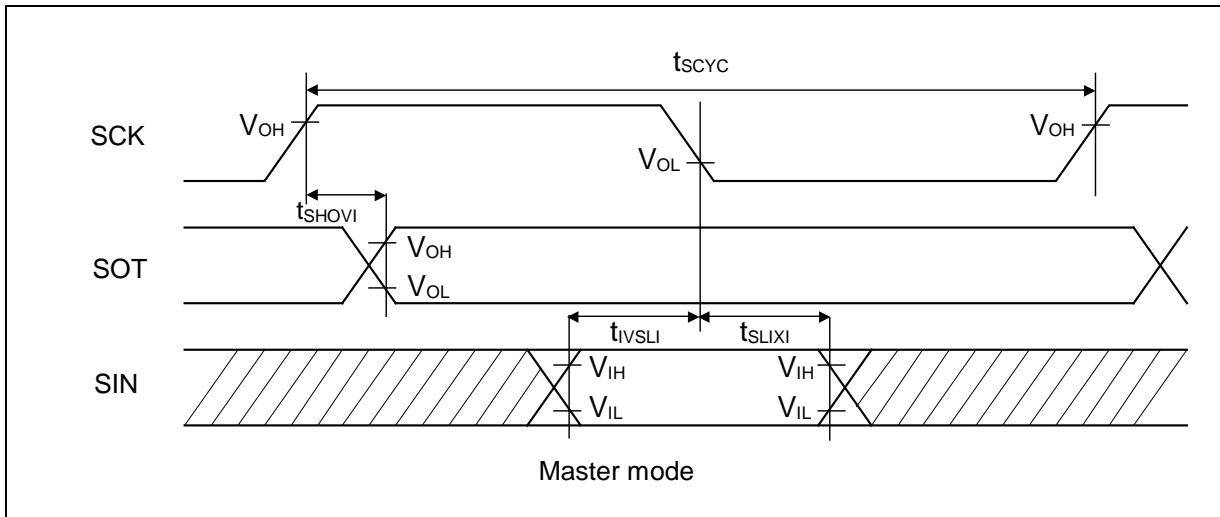 tSCYC
SCK
VOH
VOL
VOH
tSHOVI
SOT
VOH
VOL
tIVSLI
tSLIXI
SIN
VIH
VIH
VIL
VIL
Master mode